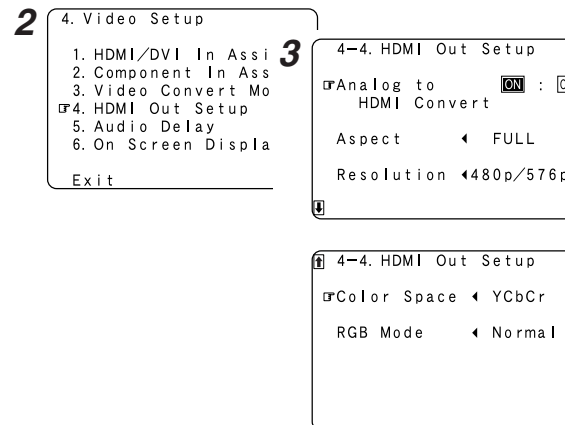 2
4. Video Setup
1. HDMI/DVI In Assi
2. Component In Ass
3. Video Convert Mo
☞4. HDMI Out Setup
5. Audio Delay
6. On Screen Displa
Exit
3
4-4. HDMI Out Setup
☞Analog to ON :
HDMI Convert
Aspect ◀ FULL
Resolution ◀480p/576p
4-4. HDMI Out Setup
☞Color Space ◀ YCbCr
RGB Mode ◀ Normal